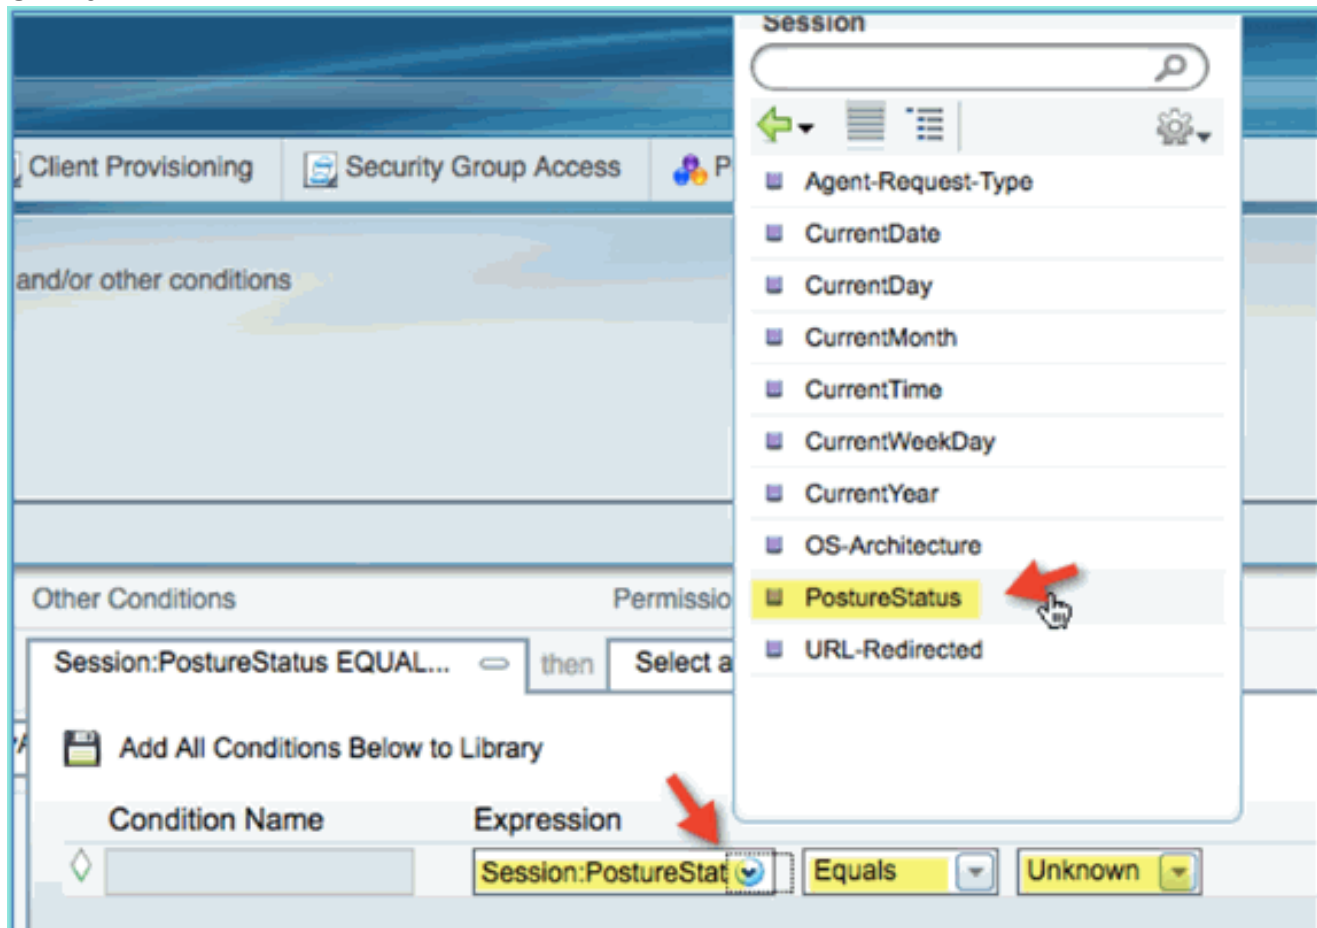 Session
Client Provisioning
Security Group Access
P
Agent-Request-Type
CurrentDate
and/or other conditions
CurrentDay
CurrentMonth
CurrentTime
CurrentWeekDay
CurrentYear
OS-Architecture
PostureStatus
URL-Redirected
Other Conditions
Permissio
Session:PostureStatus EQUAL...
then
Select a
Add All Conditions Below to Library
Condition Name
Expression
Session:PostureStat
Equals
Unknown